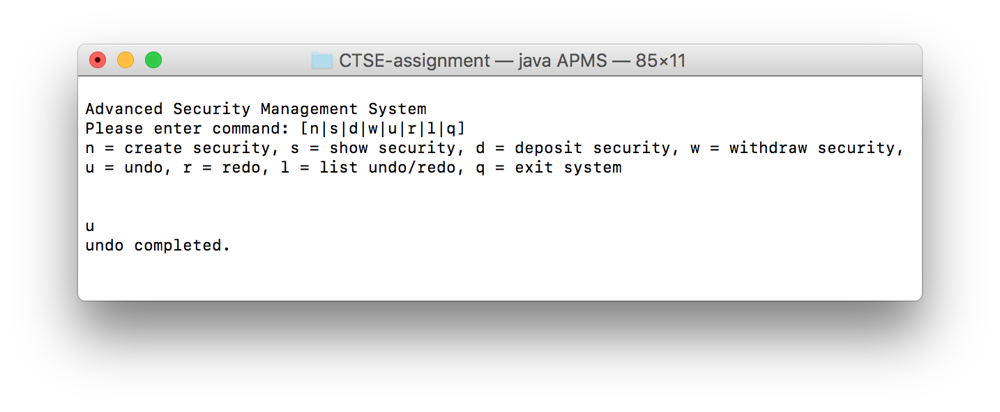 CTSE-assignment — java APMS — 85×11
Advanced Security Management System
Please enter command: [n|s|d|w|u|r|l|q]
n = create security, s = show security, d = deposit security, w = withdraw security,
u = undo, r = redo, l = list undo/redo, q = exit system
u
undo completed.